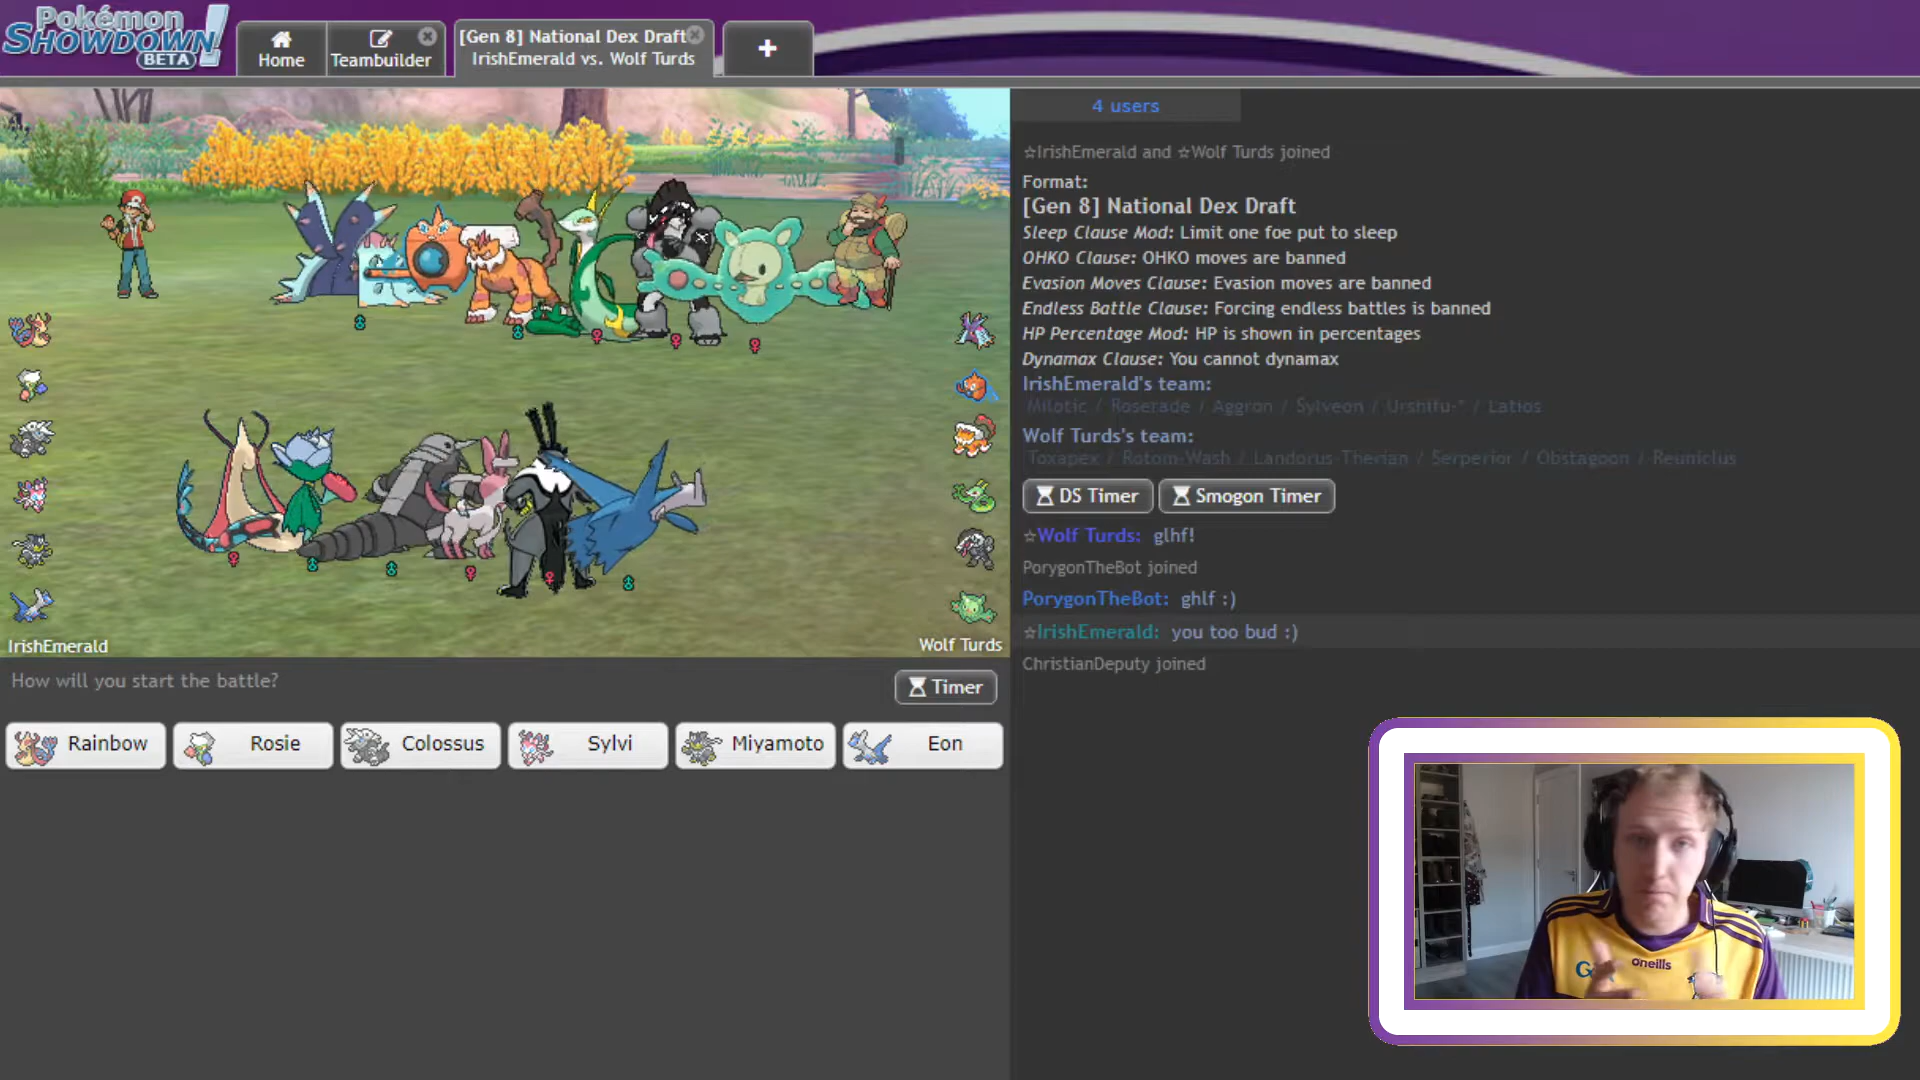 Pokémon
SHOWDOWN!
BETA
Home
Teambuilder
[Gen 8] National Dex Draft
IrishEmerald vs. Wolf Turds
+
4 users
☆IrishEmerald and ☆Wolf Turds joined
Format:
[Gen 8] National Dex Draft
Sleep Clause Mod: Limit one foe put to sleep
OHKO Clause: OHKO moves are banned
Evasion Moves Clause: Evasion moves are banned
Endless Battle Clause: Forcing endless battles is banned
HP Percentage Mod: HP is shown in percentages
Dynamax Clause: You cannot dynamax
IrishEmerald's team:
Milotic / Roserade / Aggron / Sylveon / Urshifu-* / Latios
Wolf Turds's team:
Toxapex / Rotom-Wash / Landorus-Therian / Serperior / Obstagoon / Reuniclus
DS Timer
Smogon Timer
☆Wolf Turds: glhf!
PorygonTheBot joined
PorygonTheBot: ghlf :)
☆IrishEmerald: you too bud :)
ChristianDeputy joined
IrishEmerald
Wolf Turds
How will you start the battle?
Timer
Rainbow
Rosie
Colossus
Sylvi
Miyamoto
Eon
oneills